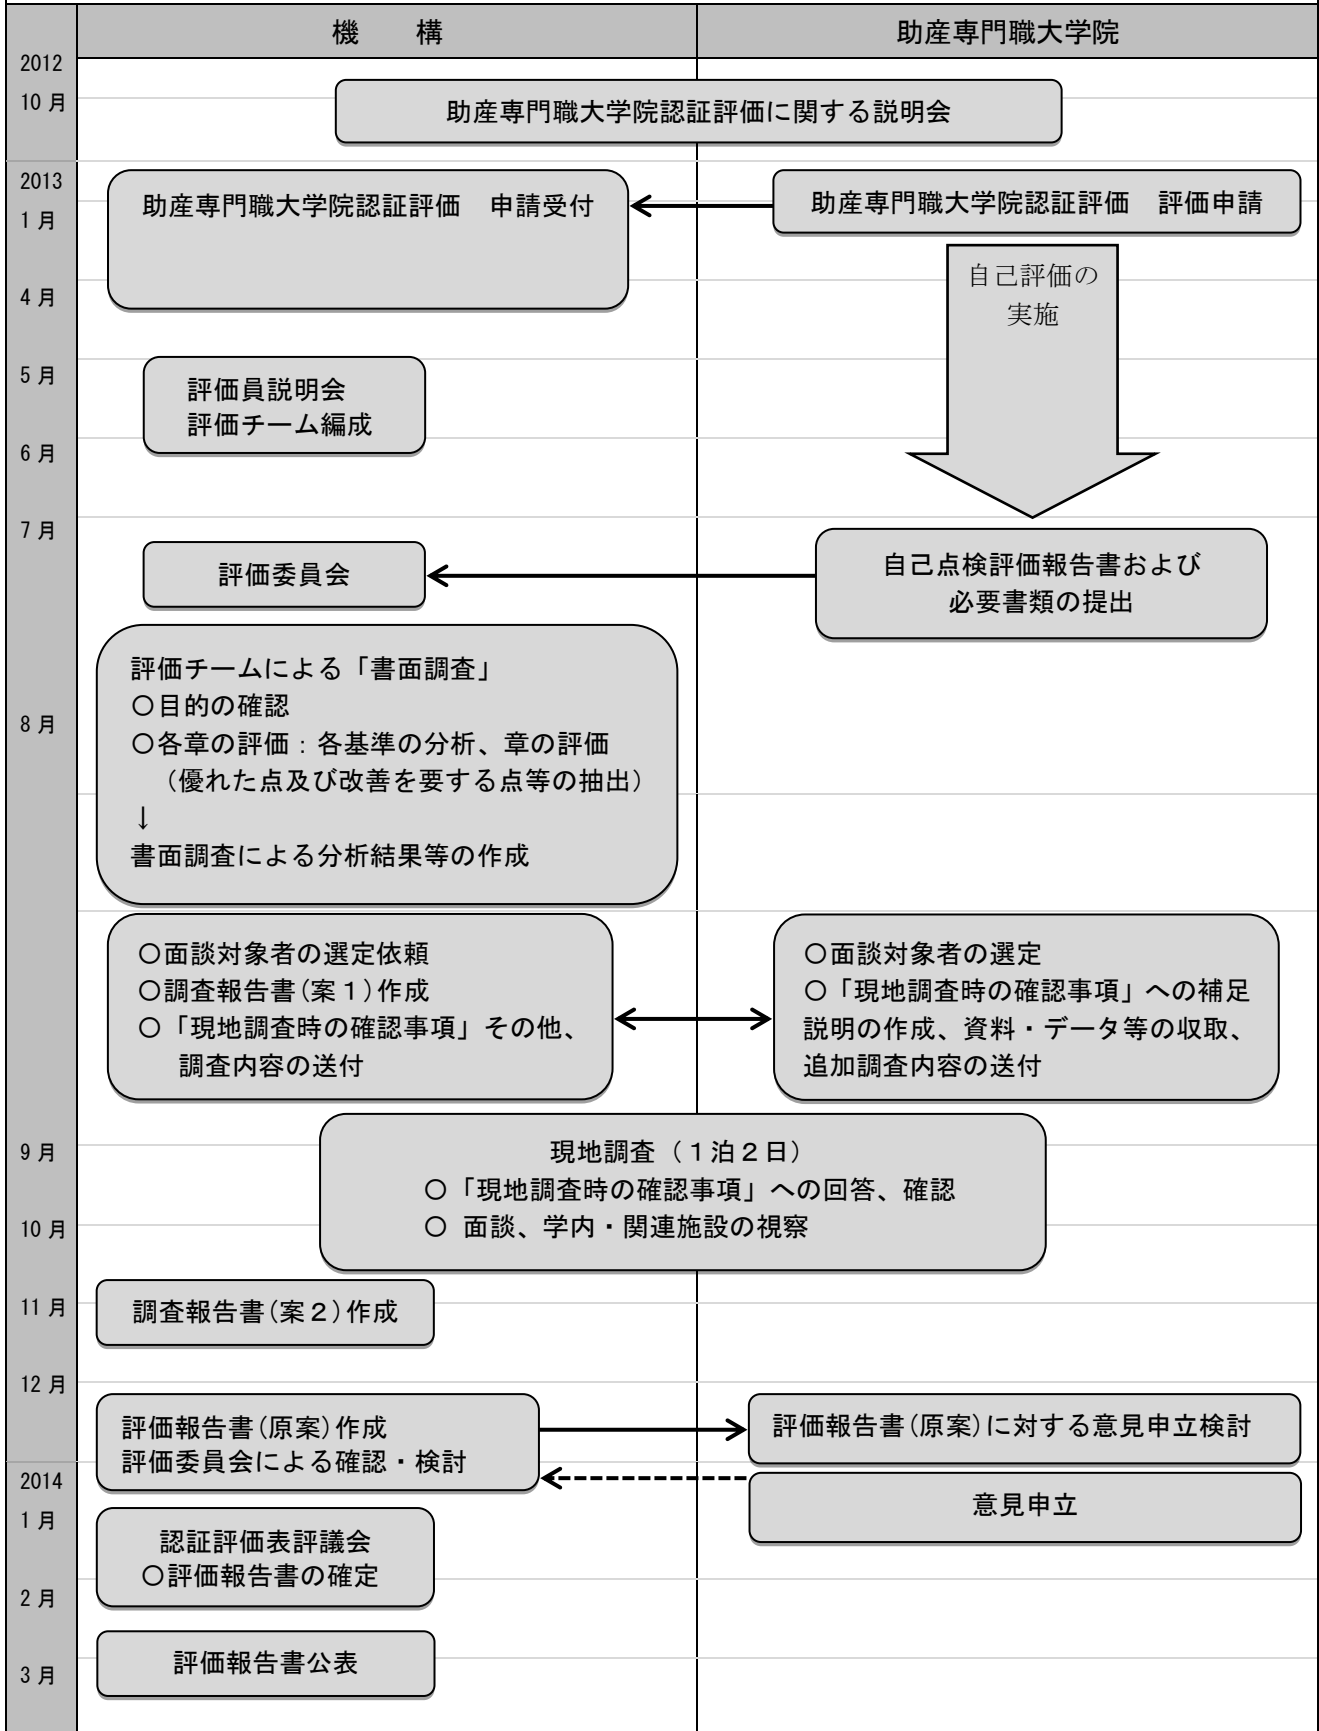 機　構
助産専門職大学院
2012
10 月
助産専門職大学院認証評価に関する説明会
2013
1 月
助産専門職大学院認証評価　申請受付
助産専門職大学院認証評価　評価申請
4 月
自己評価の
実施
5 月
評価員説明会
評価チーム編成
6 月
7 月
評価委員会
自己点検評価報告書および
必要書類の提出
評価チームによる「書面調査」
○目的の確認
8 月
○各章の評価：各基準の分析、章の評価
（優れた点及び改善を要する点等の抽出）
↓
書面調査による分析結果等の作成
○面談対象者の選定依頼
○調査報告書(案１)作成
○「現地調査時の確認事項」その他、
調査内容の送付
○面談対象者の選定
○「現地調査時の確認事項」への補足
説明の作成、資料・データ等の収取、
追加調査内容の送付
9 月
現地調査（１泊２日）
○「現地調査時の確認事項」への回答、確認
10 月
○ 面談、学内・関連施設の視察
11 月
調査報告書(案２)作成
12 月
評価報告書(原案)作成
評価委員会による確認・検討
評価報告書(原案)に対する意見申立検討
2014
意見申立
1 月
認証評価表評議会
○評価報告書の確定
2 月
評価報告書公表
3 月